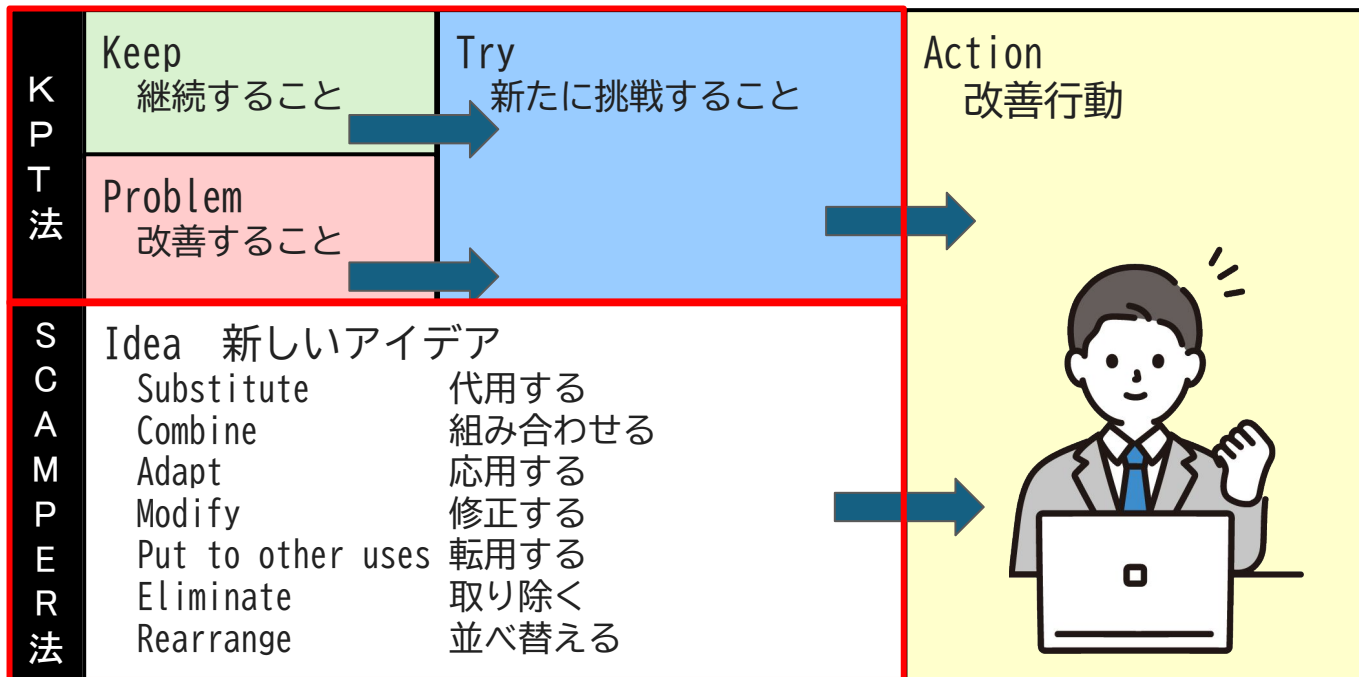 KPT法
Keep
継続すること
Problem
改善すること
Try
新たに挑戦すること
Action
改善行動
SCAMPER法
Idea 新しいアイデア
Substitute 代用する
Combine 組み合わせる
Adapt 応用する
Modify 修正する
Put to other uses 転用する
Eliminate 取り除く
Rearrange 並べ替える